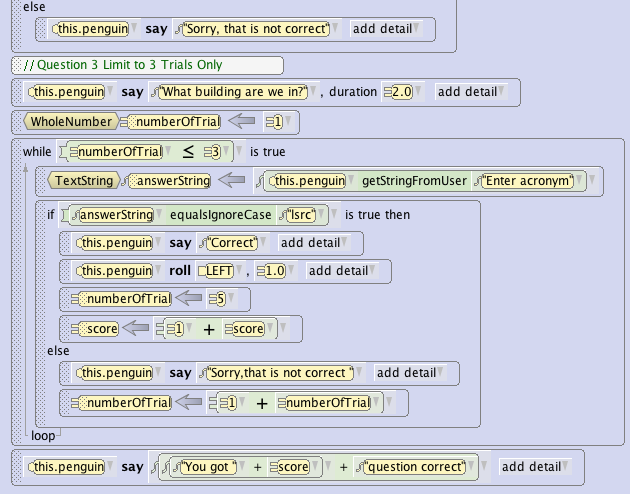 else
this.penguin say "Sorry, that is not correct" add detail
// Question 3 Limit to 3 Trials Only
this.penguin say "What building are we in?" , duration 2.0 add detail
WholeNumber numberOfTrial 1
while numberOfTrial ≤ 3 is true
TextString answerString this.penguin getStringFromUser "Enter acronym"
if answerString equalsIgnoreCase "lsrc" is true then
this.penguin say "Correct" add detail
this.penguin roll LEFT , 1.0 add detail
numberOfTrial 5
score 1 + score
else
this.penguin say "Sorry,that is not correct " add detail
numberOfTrial 1 + numberOfTrial
loop
this.penguin say "You got " + score + "question correct" add detail